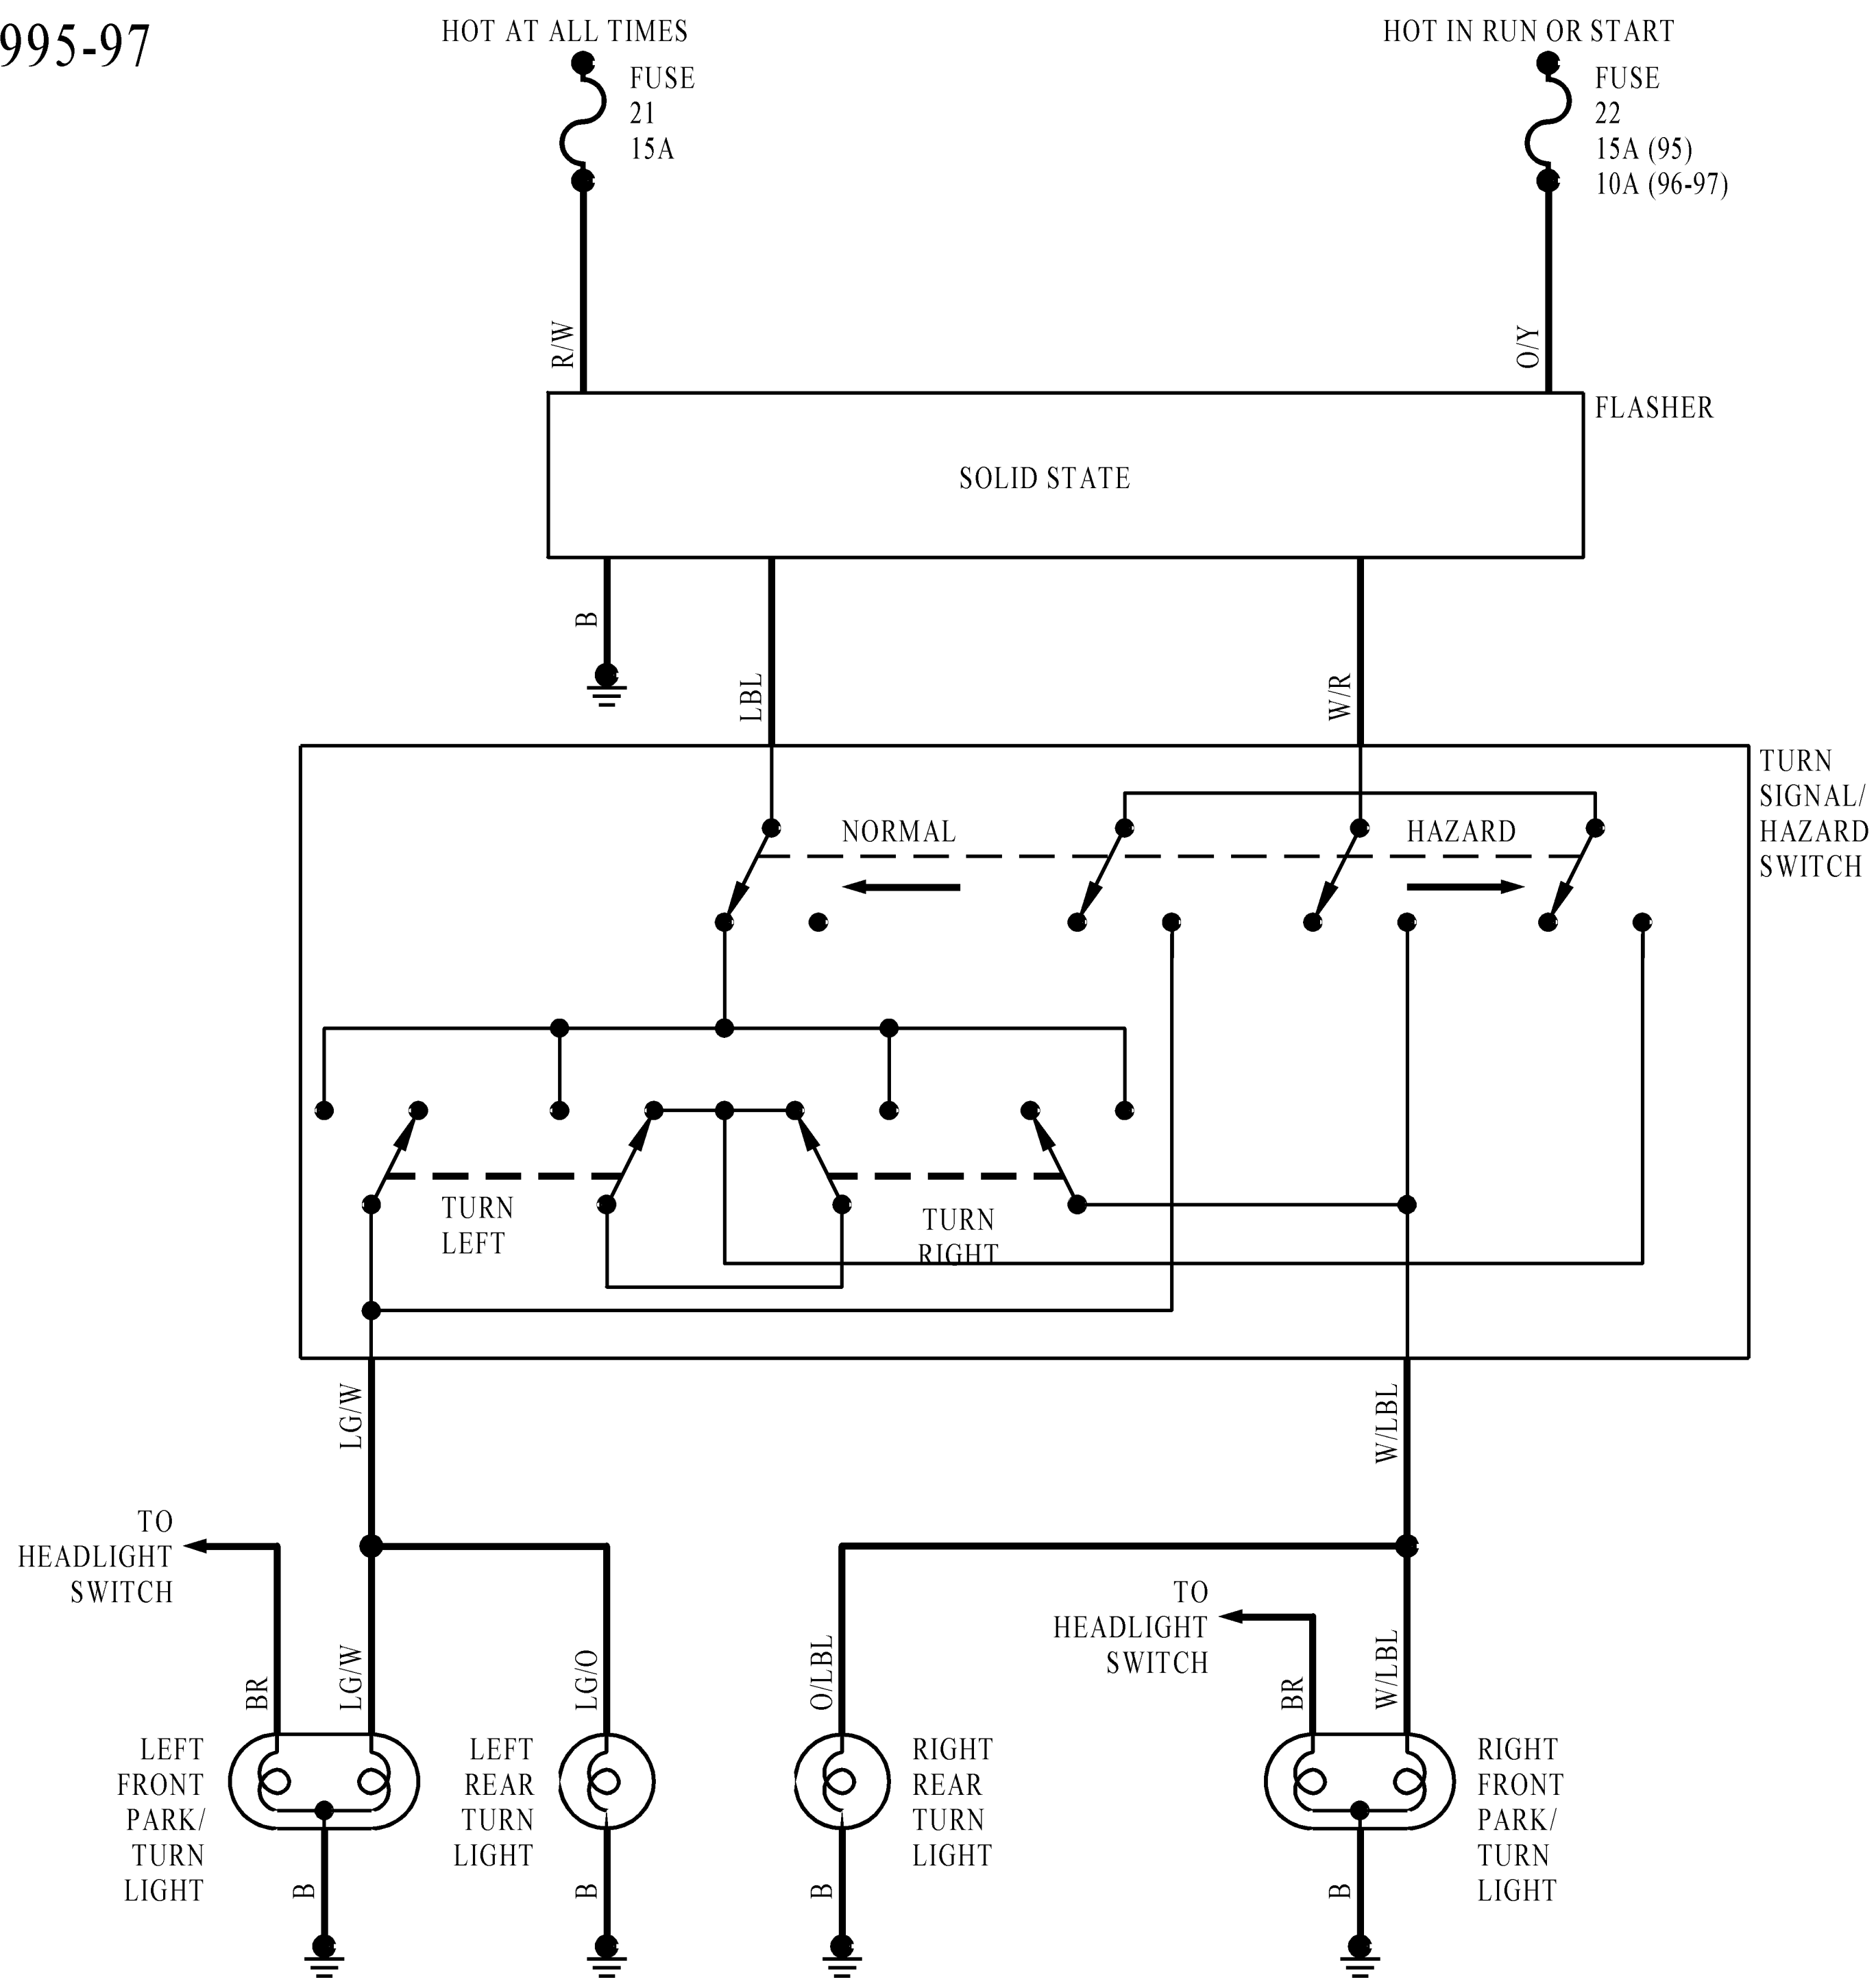 995-97
HOT AT ALL TIMES
HOT IN RUN OR START
FUSE
21
15A
FUSE
22
15A (95)
10A (96-97)
R/W
O/Y
FLASHER
SOLID STATE
B
LBL
W/R
TURN
SIGNAL/
HAZARD
SWITCH
NORMAL
HAZARD
TURN
LEFT
TURN
RIGHT
LG/W
W/LBL
TO
HEADLIGHT
SWITCH
TO
HEADLIGHT
SWITCH
BR
LG/W
LG/O
O/LBL
BR
W/LBL
LEFT
FRONT
PARK/
TURN
LIGHT
LEFT
REAR
TURN
LIGHT
RIGHT
REAR
TURN
LIGHT
RIGHT
FRONT
PARK/
TURN
LIGHT
B
B
B
B